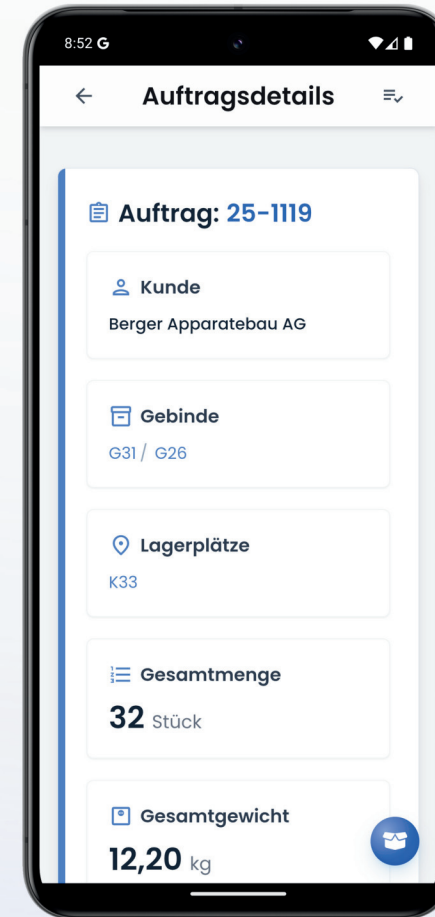 8:52 G
Auftragsdetails
Auftrag: 25-1119
Kunde
Berger Apparatebau AG
Gebinde
G31 / G26
Lagerplätze
K33
Gesamtmenge
32 Stück
Gesamtgewicht
12,20 kg